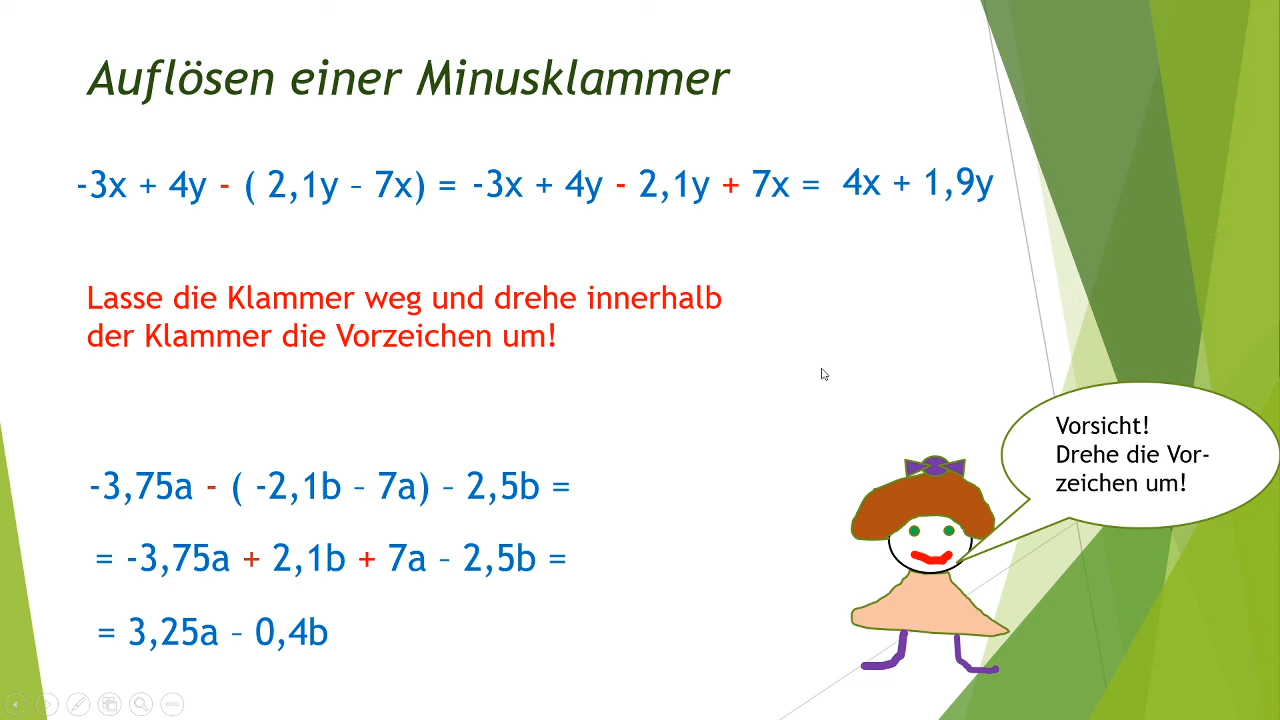 Auflösen einer Minusklammer
-3x + 4y - ( 2,1y – 7x) = -3x + 4y - 2,1y + 7x = 4x + 1,9y
Lasse die Klammer weg und drehe innerhalb
der Klammer die Vorzeichen um!
Vorsicht!
Drehe die Vor-
zeichen um!
-3,75a - ( -2,1b – 7a) – 2,5b =
= -3,75a + 2,1b + 7a – 2,5b =
= 3,25a – 0,4b